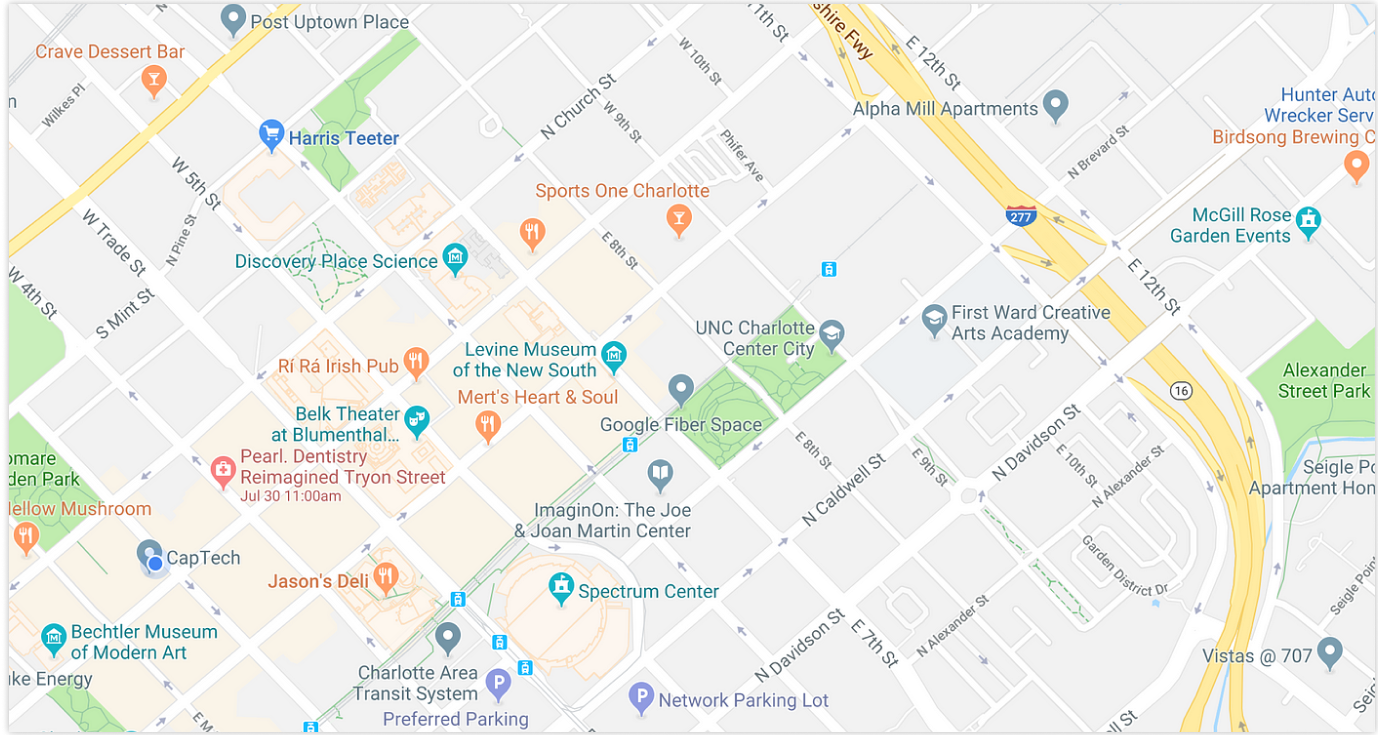 Post Uptown Place
Crave Dessert Bar
Wilkes Pl
Harris Teeter
N Church St
W 10th St
W 9th St
11th St
shire Fwy
E 12th St
Alpha Mill Apartments
Hunter Auto
Wrecker Serv
Birdsong Brewing C
N Brevard St
Phifer Ave
W 5th St
N Pine St
W Trade St
W 4th St
S Mint St
Sports One Charlotte
E 8th St
Discovery Place Science
277
McGill Rose
Garden Events
E 12th St
First Ward Creative
Arts Academy
UNC Charlotte
Center City
Levine Museum
of the New South
Rí Rá Irish Pub
Mert's Heart & Soul
Belk Theater
at Blumenthal...
Google Fiber Space
16
Alexander
Street Park
Pearl. Dentistry
Reimagined Tryon Street
Jul 30 11:00am
omare
den Park
ellow Mushroom
E 8th St
E 9th St
N Caldwell St
N Davidson St
E 10th St
N Alexander St
Seigle Po
Apartment Hom
ImaginOn: The Joe
& Joan Martin Center
CapTech
Jason's Deli
Spectrum Center
Garden District Dr
Seigle Poin
Bechtler Museum
of Modern Art
uke Energy
Charlotte Area
Transit System
P
Preferred Parking
P
Network Parking Lot
N Davidson St
E 7th St
N Alexander St
Vistas @ 707
E M
ll St
Seig